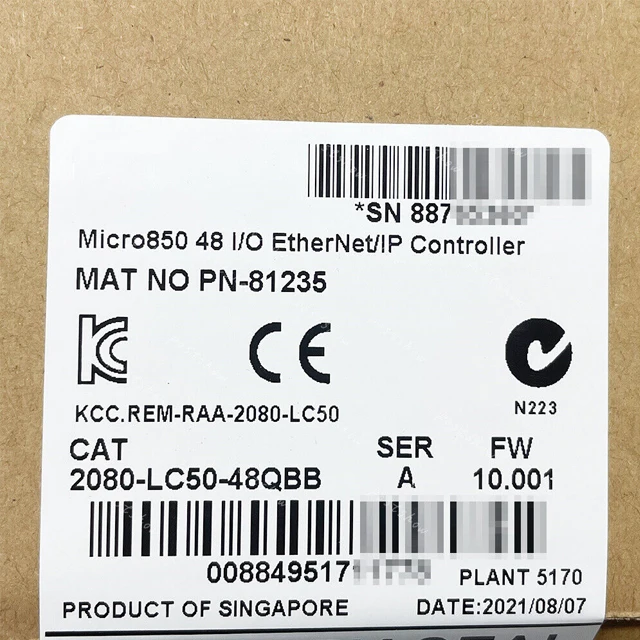 *SN 887
Micro850 48 I/O EtherNet/IP Controller
MAT NO PN-81235
KCC.REM-RAA-2080-LC50
N223
CAT SER FW
2080-LC50-48QBB A 10.001
0088495171
PLANT 5170
PRODUCT OF SINGAPORE DATE:2021/08/07